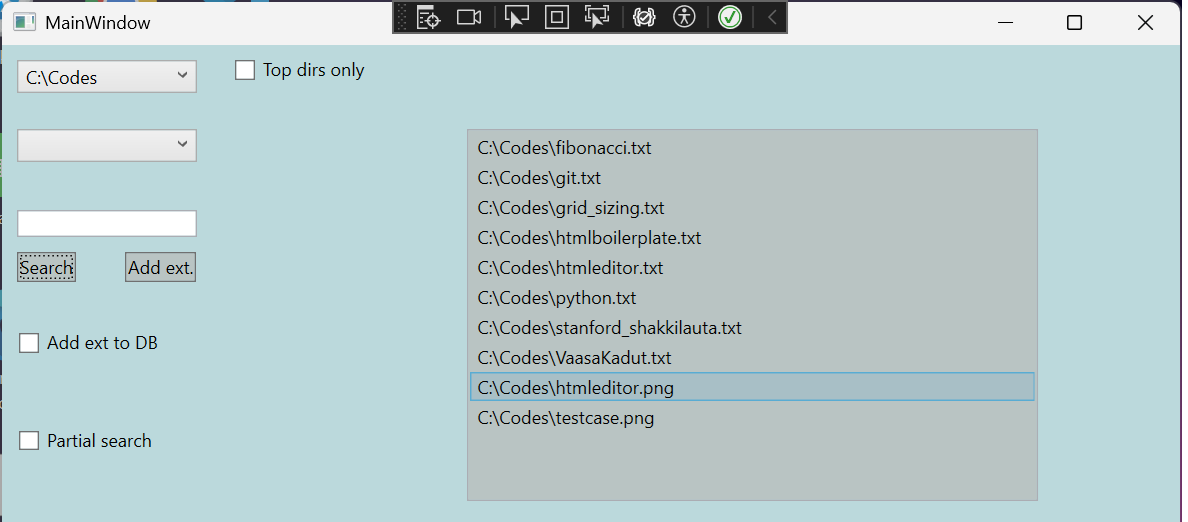 MainWindow
C:\Codes
Top dirs only
Search
Add ext.
Add ext to DB
Partial search
C:\Codes\fibonacci.txt
C:\Codes\git.txt
C:\Codes\grid_sizing.txt
C:\Codes\htmlboilerplate.txt
C:\Codes\htmleditor.txt
C:\Codes\python.txt
C:\Codes\stanford_shakkilauta.txt
C:\Codes\VaasaKadut.txt
C:\Codes\htmleditor.png
C:\Codes\testcase.png